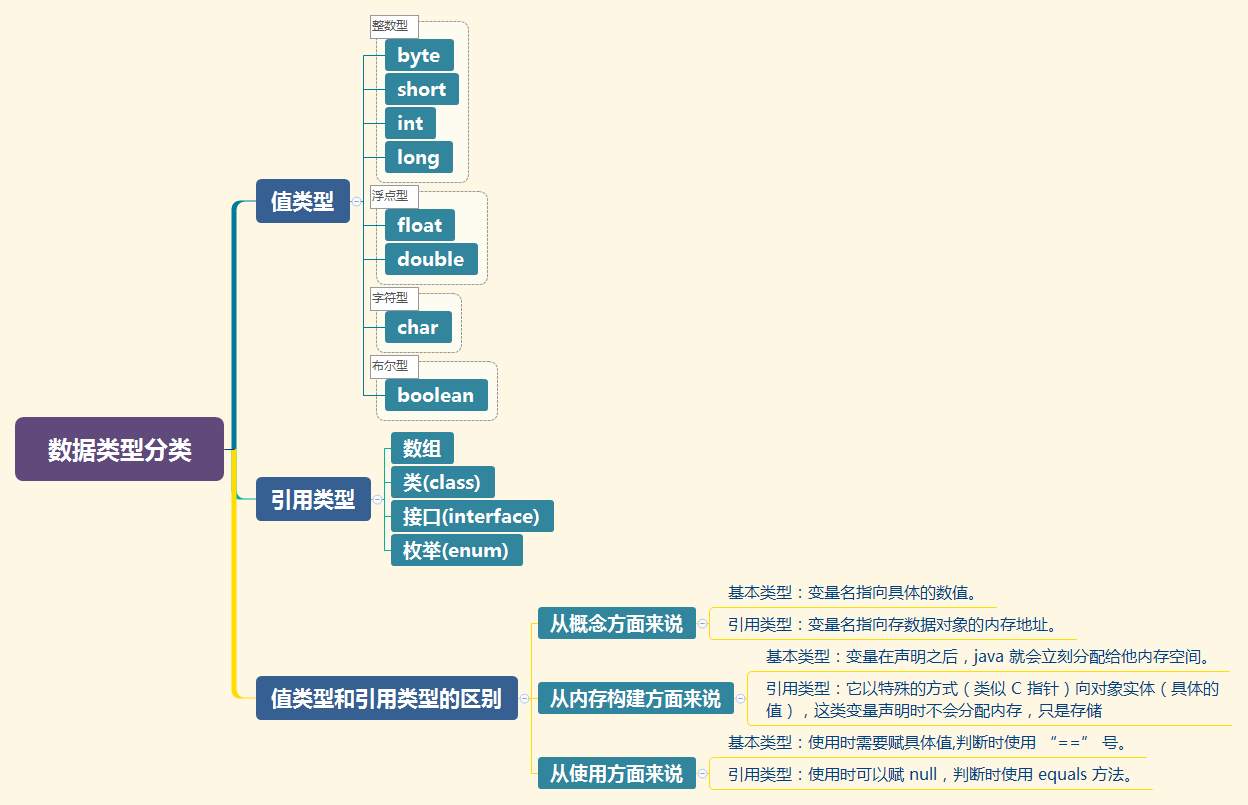 数据类型分类
值类型
整数型
byte
short
int
long
浮点型
float
double
字符型
char
布尔型
boolean
引用类型
数组
类(class)
接口(interface)
枚举(enum)
值类型和引用类型的区别
从概念方面来说
基本类型：变量名指向具体的数值。
引用类型：变量名指向存数据对象的内存地址。
从内存构建方面来说
基本类型：变量在声明之后，java 就会立刻分配给他内存空间。
引用类型：它以特殊的方式（类似 C 指针）向对象实体（具体的
值），这类变量声明时不会分配内存，只是存储
从使用方面来说
基本类型：使用时需要赋具体值,判断时使用 “==” 号。
引用类型：使用时可以赋 null，判断时使用 equals 方法。